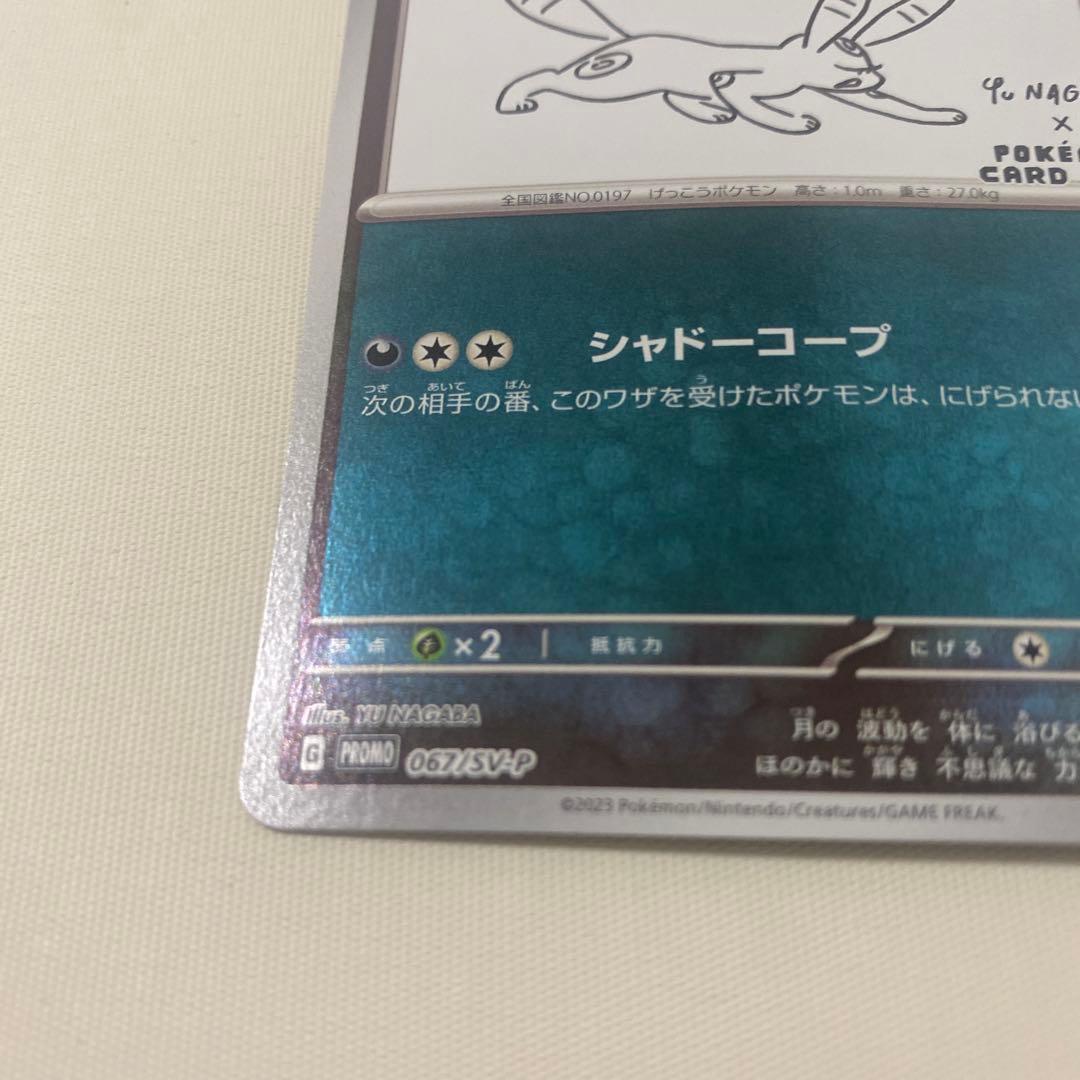 Yu NAG
×
POKÉ
CARD
全国図鑑NO.0197 げっこうポケモン 高さ：1.0m 重さ：27.0kg
シャドーコープ
次の相手の番、このワザを受けたポケモンは、にげられない
弱点 ×2 抵抗力 にげる
Illus. YU NAGABA
G PROMO 067/SV-P
月の波動を体に浴びる
ほのかに輝き不思議な力
©2023 Pokémon/Nintendo/Creatures/GAME FREAK.